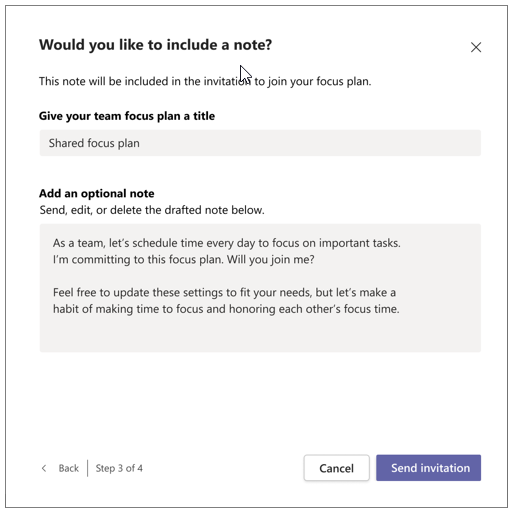 Would you like to include a note?
This note will be included in the invitation to join your focus plan.
Give your team focus plan a title
Shared focus plan
Add an optional note
Send, edit, or delete the drafted note below.
As a team, let's schedule time every day to focus on important tasks.
I'm committing to this focus plan. Will you join me?
Feel free to update these settings to fit your needs, but let's make a
habit of making time to focus and honoring each other's focus time.
Back
Step 3 of 4
Cancel
Send invitation